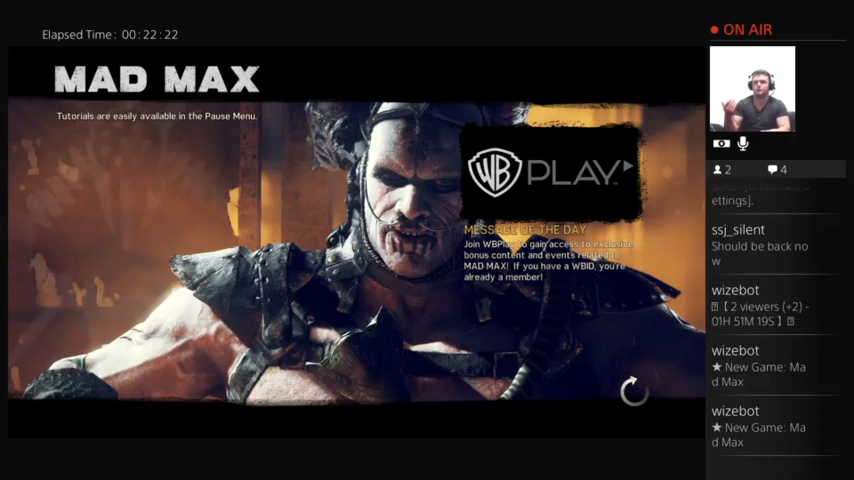 Elapsed Time: 00:22:22
ON AIR
MAD MAX
Tutorials are easily available in the Pause Menu.
WB PLAY
MESSAGE OF THE DAY
Join WBPlay to gain access to exclusive
bonus content and events related to
MAD MAX! If you have a WBID, you're
already a member!
2
4
ettings].
ssj_silent
Should be back no
w
wizebot
【 2 viewers (+2) -
01H 51M 19S 】
wizebot
★ New Game: Ma
d Max
wizebot
★ New Game: Ma
d Max